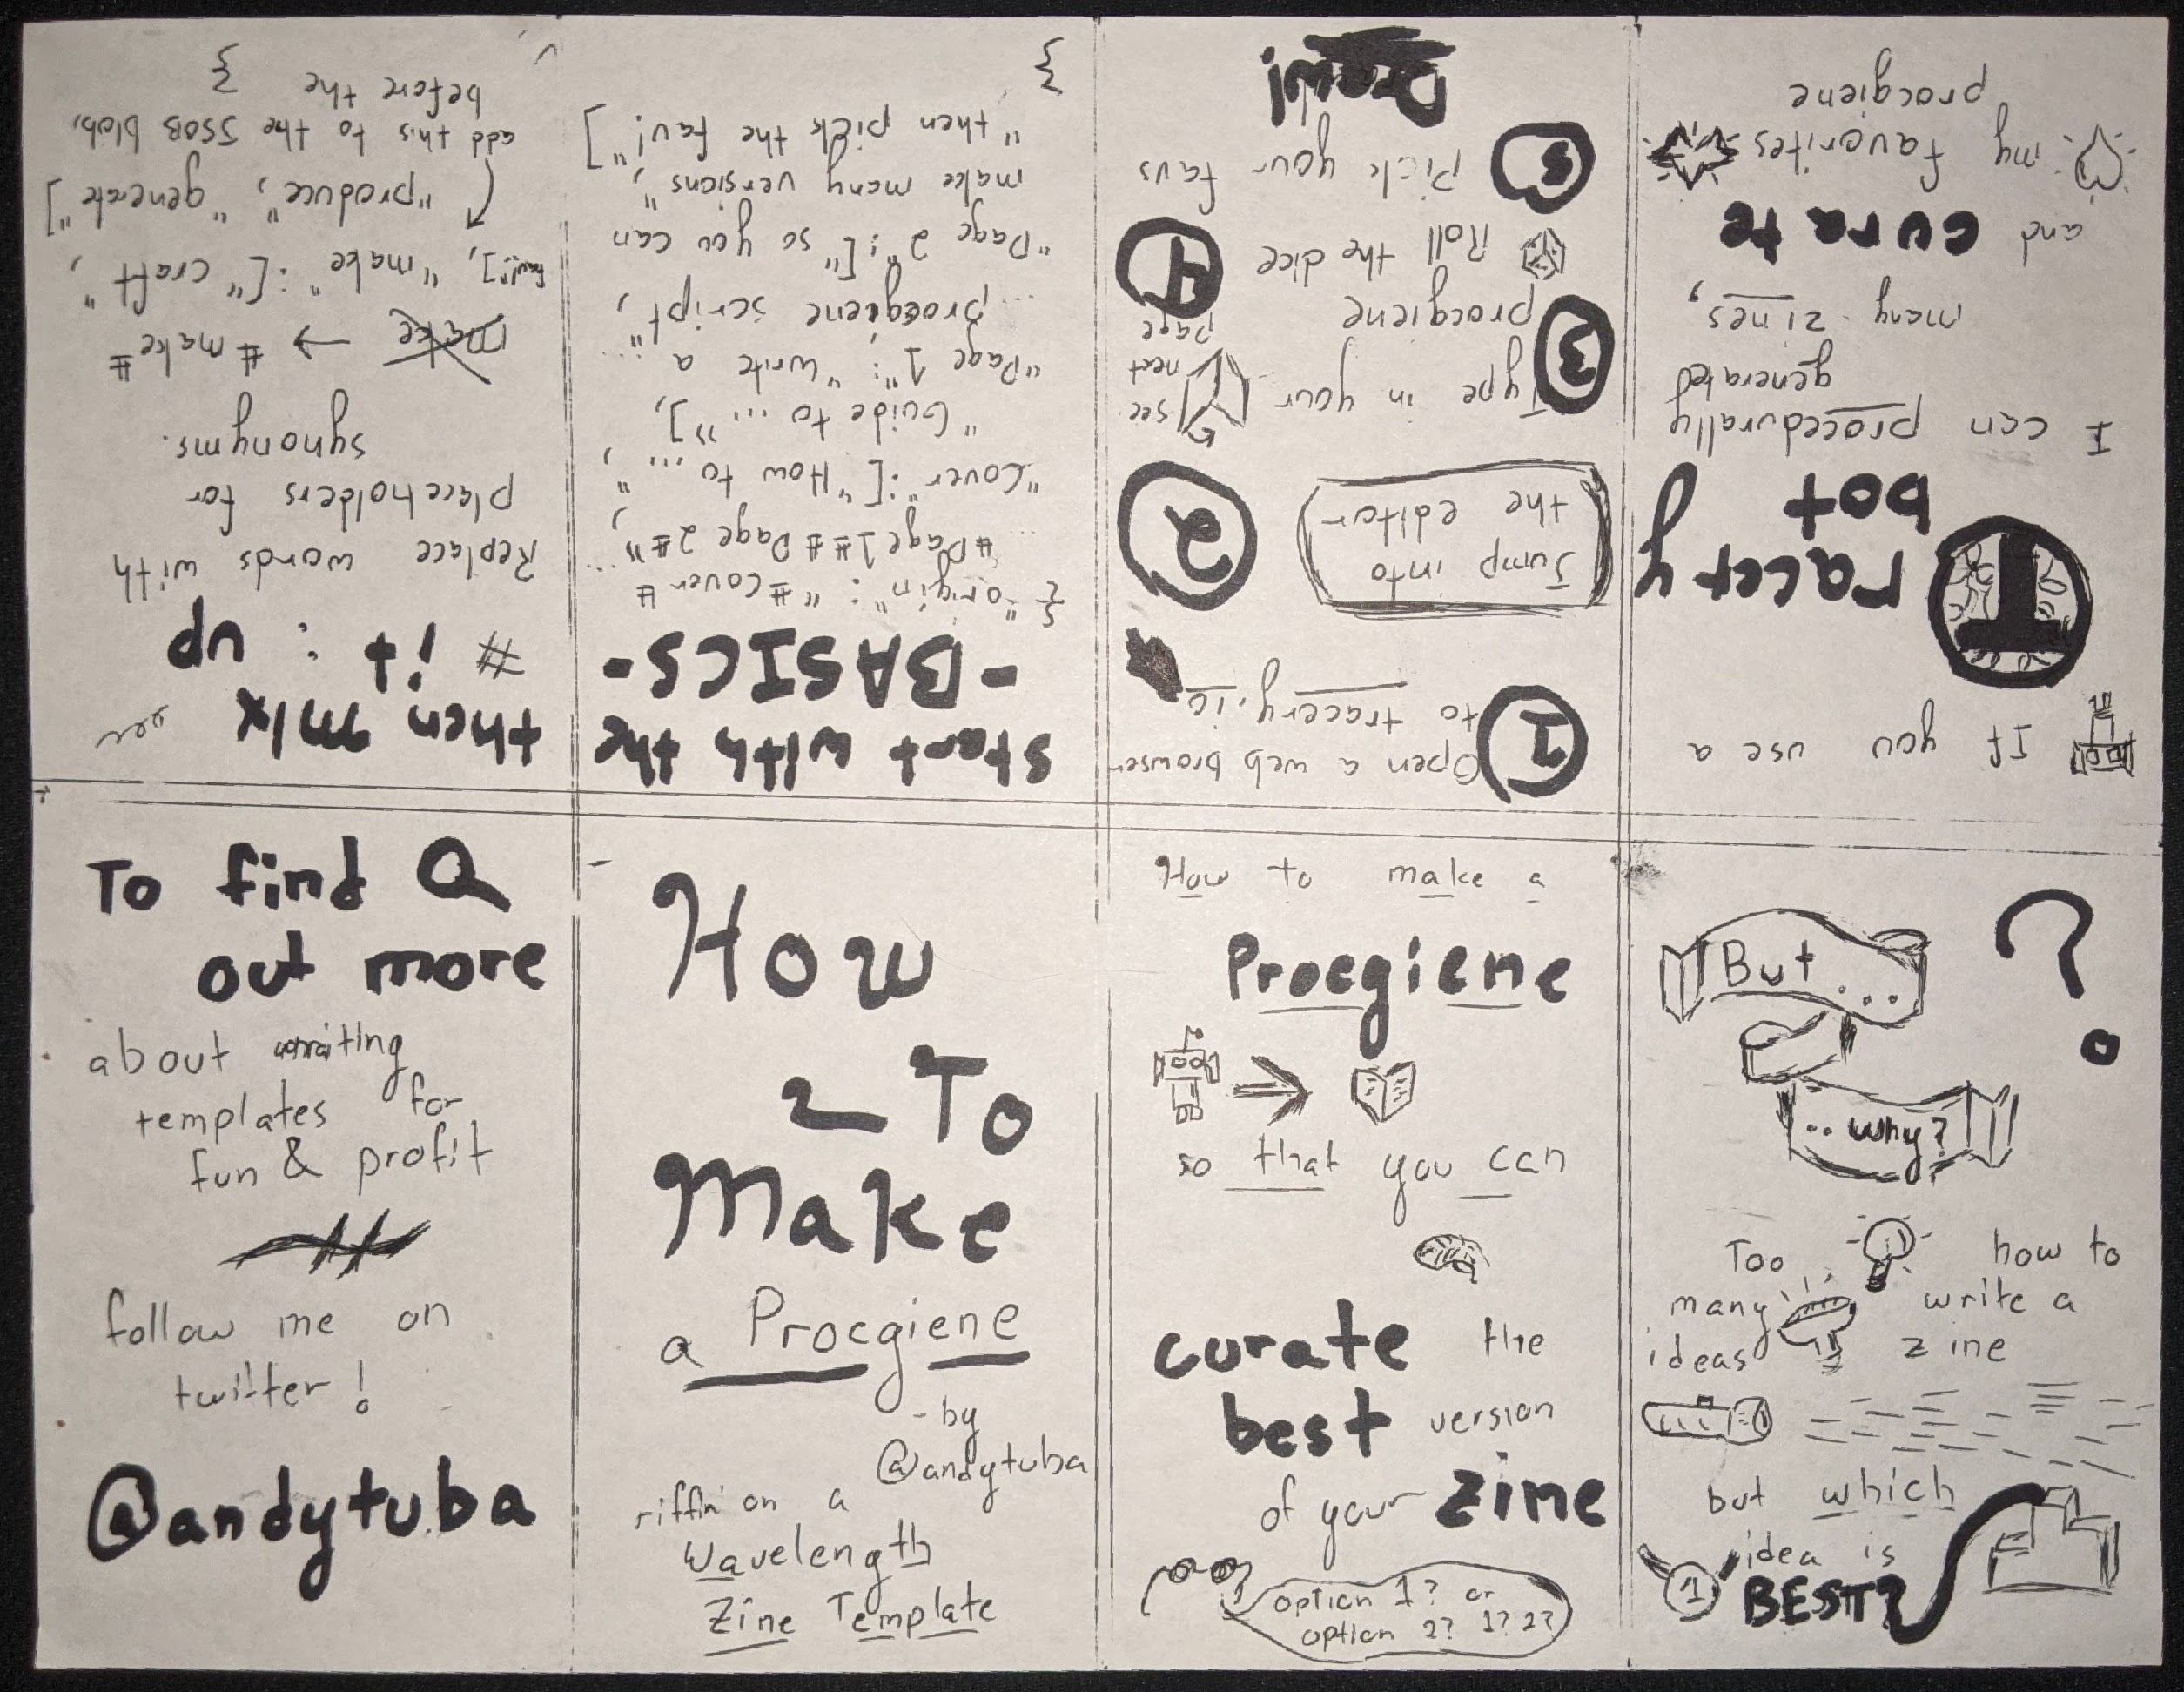 How
2 To
Make
a Procgiene
- by
@andytuba
riffin' on a
Wavelength
Zine Template
How to make a
Procgiene
so that you can
curate the
best version
of your zine
option 1? or
option 2? 1? 2?
?
But...
..why?
Too many ideas
how to write a zine
but which
idea is
1
BEST?
If you use a
Tracery
bot
I can procedurally
generated
many zines,
and curate
my favorites
procgiene
1 Open a web browser
to tracery.io
2 Jump into
the editor
3 Type in your
procgiene
see
next
page
4 Roll the dice
Pick your favs
start with the
-BASICS-
{ "origin": "#cover#
#page 1##page 2#",...
"cover":["How to ...",
"Guide to ..."],
"page 1": "write a ...
procgiene script",
"page 2":["so you can
make many versions",
"then pick the fav!"]
}
then mix
# it : up
Replace words with
placeholders for
synonyms.
make → #make#
fav!"], "make":["craft",
"produce", "generate"]
add this to the JSOB blob,
before the }
To find
out more
about writing
templates for
fun & profit
follow me on
twitter!
@andytuba